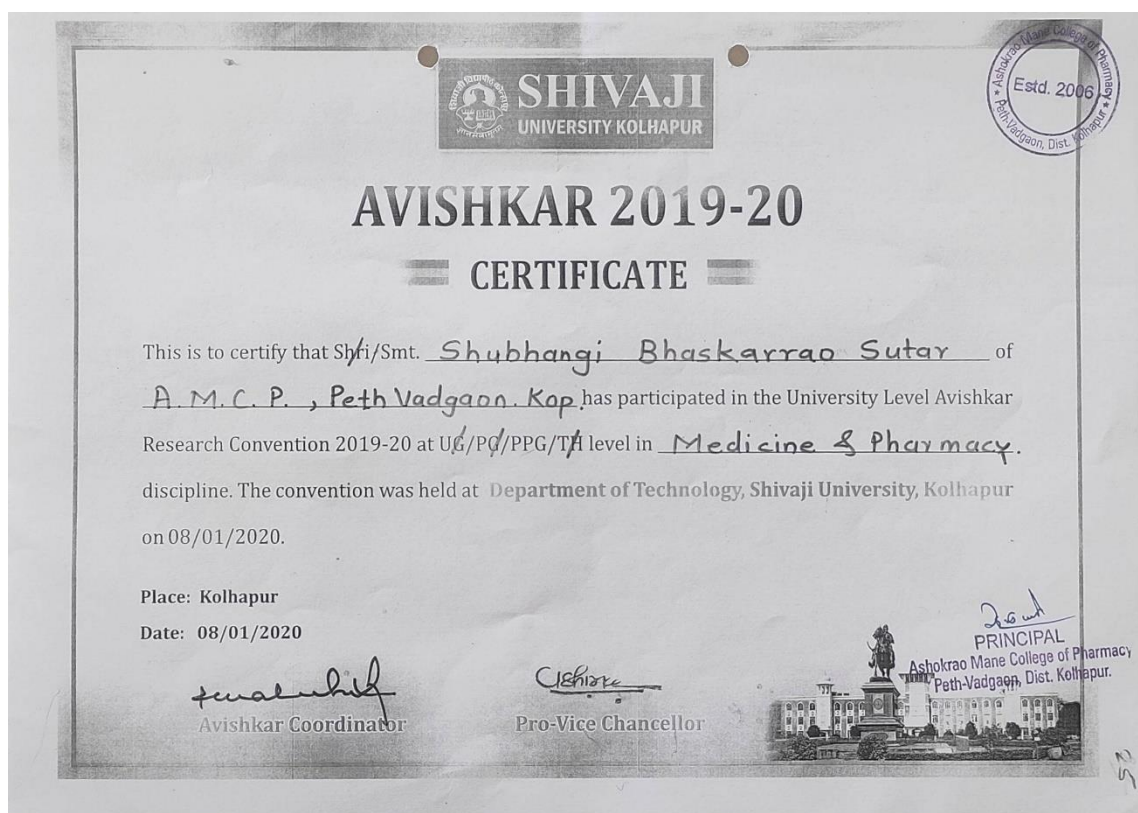 SHIVAJI
UNIVERSITY KOLHAPUR
★ Ashokrao Mane College of Pharmacy ★
Estd. 2006
Peth-Vadgaon, Dist. Kolhapur
AVISHKAR 2019-20
CERTIFICATE
This is to certify that Shri/Smt. Shubhangi Bhaskarrao Sutar of
A. M. C. P. , Peth Vadgaon. Kop. has participated in the University Level Avishkar
Research Convention 2019-20 at UG/PG/PPG/TH level in Medicine & Pharmacy.
discipline. The convention was held at Department of Technology, Shivaji University, Kolhapur
on 08/01/2020.
Place: Kolhapur
Date: 08/01/2020
PRINCIPAL
Ashokrao Mane College of Pharmacy
Peth-Vadgaon, Dist. Kolhapur.
Avishkar Coordinator
Pro-Vice Chancellor